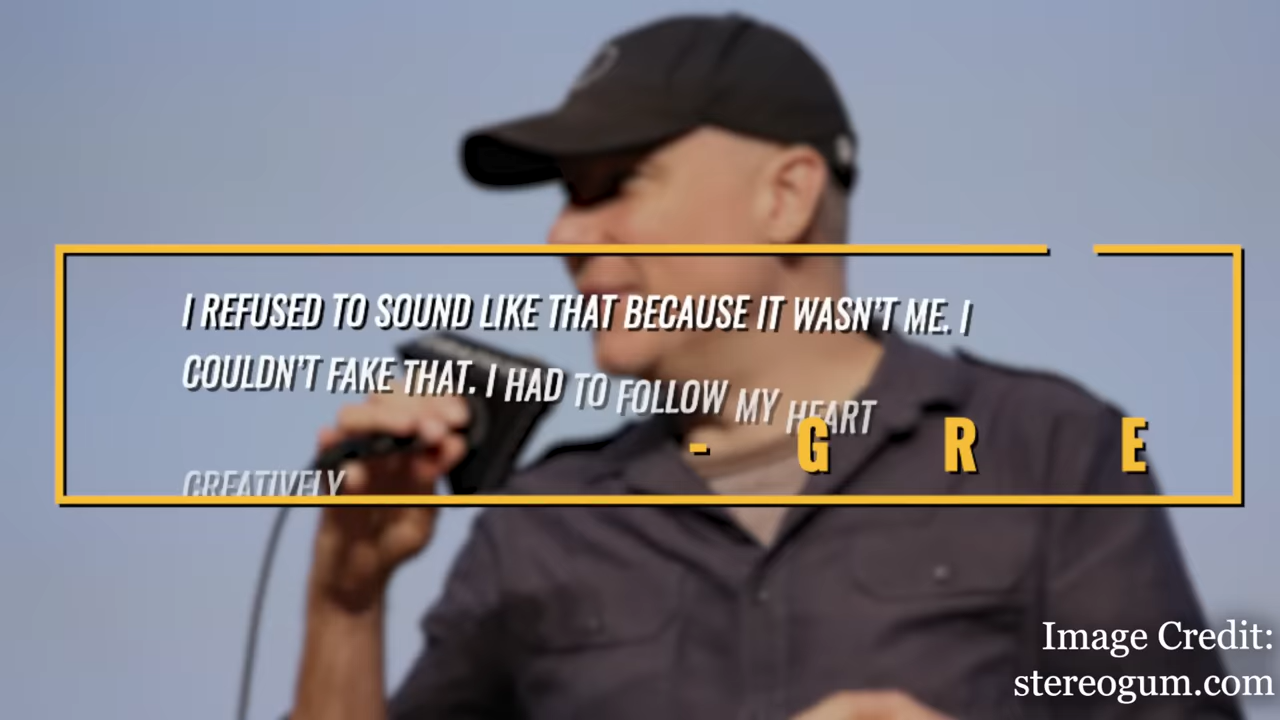 I REFUSED TO SOUND LIKE THAT BECAUSE IT WASN'T ME. I
COULDN'T FAKE THAT. I HAD TO FOLLOW MY HEART
- G R E
CREATIVELY
Image Credit:
stereogum.com